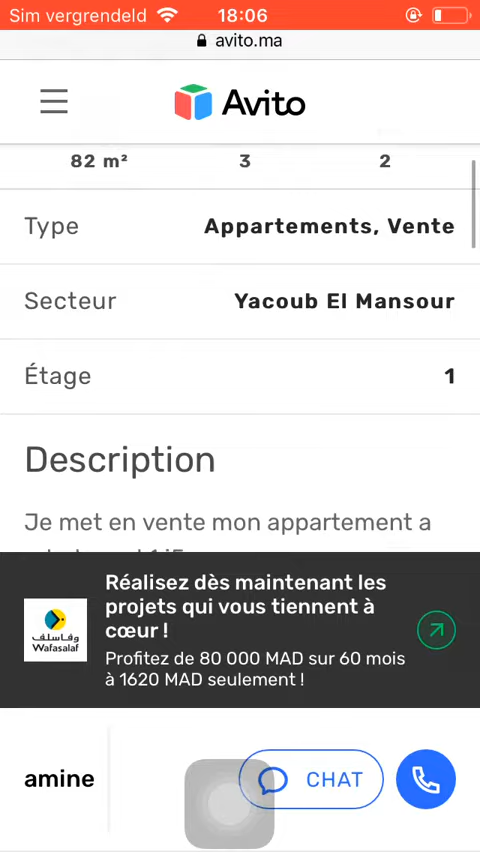 Sim vergrendeld 18:06
avito.ma
Avito
82 m² 3 2
Type Appartements, Vente
Secteur Yacoub El Mansour
Étage 1
Description
Je met en vente mon appartement a
Réalisez dès maintenant les
projets qui vous tiennent à
cœur !
Profitez de 80 000 MAD sur 60 mois
à 1620 MAD seulement !
وفاسلف
Wafasalaf
amine CHAT